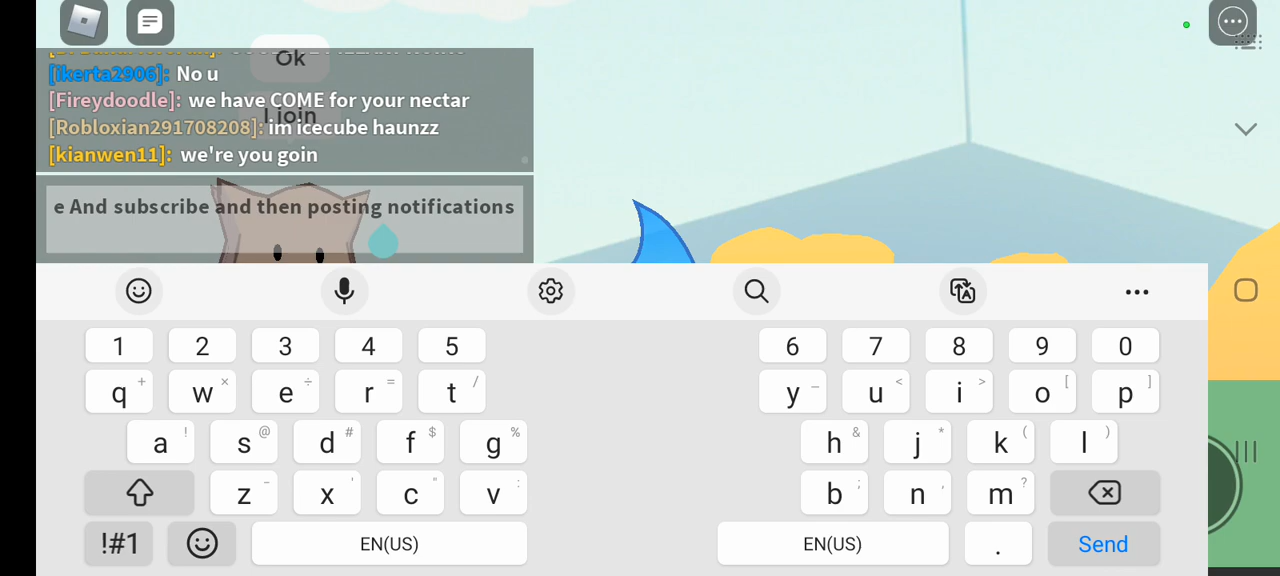 Ok
[ikerta2906]: No u
[Fireydoodle]: we have COME for your nectar
I join
[Robloxian291708208]: im icecube haunzz
[kianwen11]: we're you goin
e And subscribe and then posting notifications
1 2 3 4 5 6 7 8 9 0
q + w × e ÷ r = t / y _ u < i > o [ p ]
a ! s @ d # f $ g % h & j * k ( l )
z - x ' c " v : b ; n , m ?
!#1 EN(US) EN(US) . Send